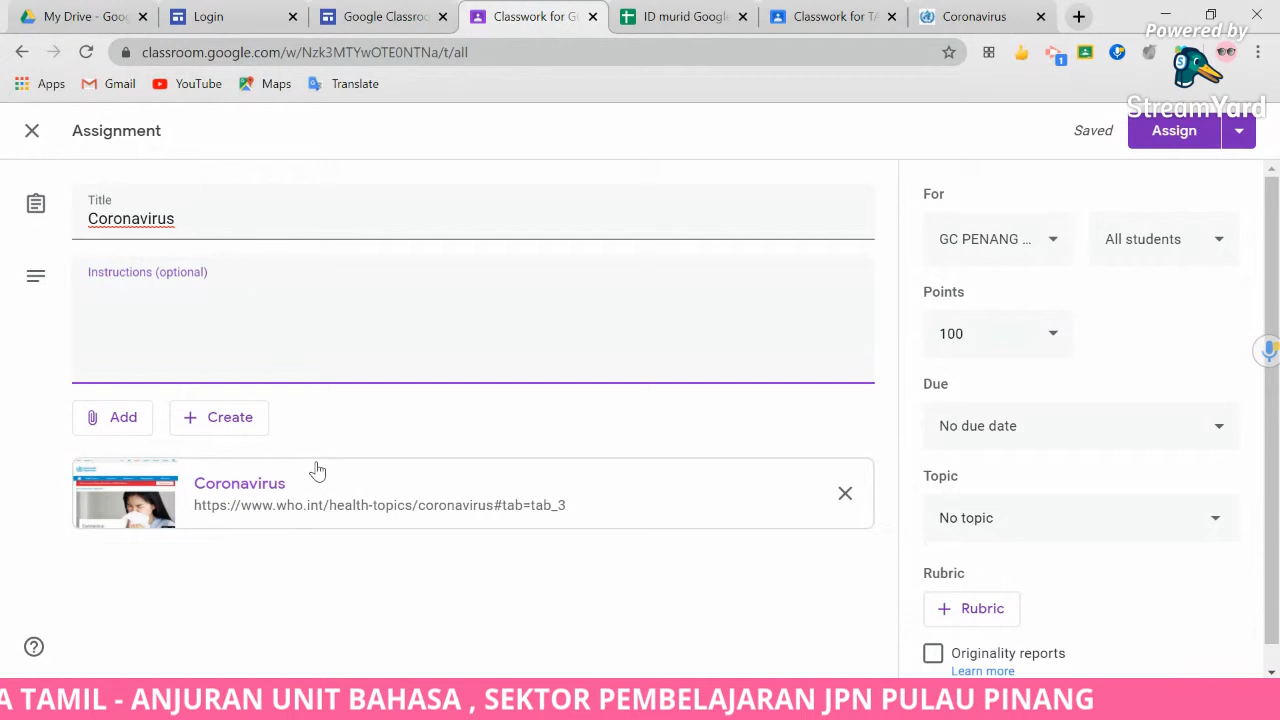 My Drive - Goo
Login
Google Classroo
Classwork for G
ID murid Googl
Classwork for TA
Coronavirus
classroom.google.com/w/Nzk3MTYwOTE0NTNa/t/all
1
Apps
Gmail
YouTube
Maps
Translate
Powered by
StreamYard
Assignment
Saved
Assign
Title
Coronavirus
Instructions (optional)
Add
Create
Coronavirus
https://www.who.int/health-topics/coronavirus#tab=tab_3
For
GC PENANG ...
All students
Points
100
Due
No due date
Topic
No topic
Rubric
Rubric
Originality reports
Learn more
A TAMIL - ANJURAN UNIT BAHASA , SEKTOR PEMBELAJARAN JPN PULAU PINANG